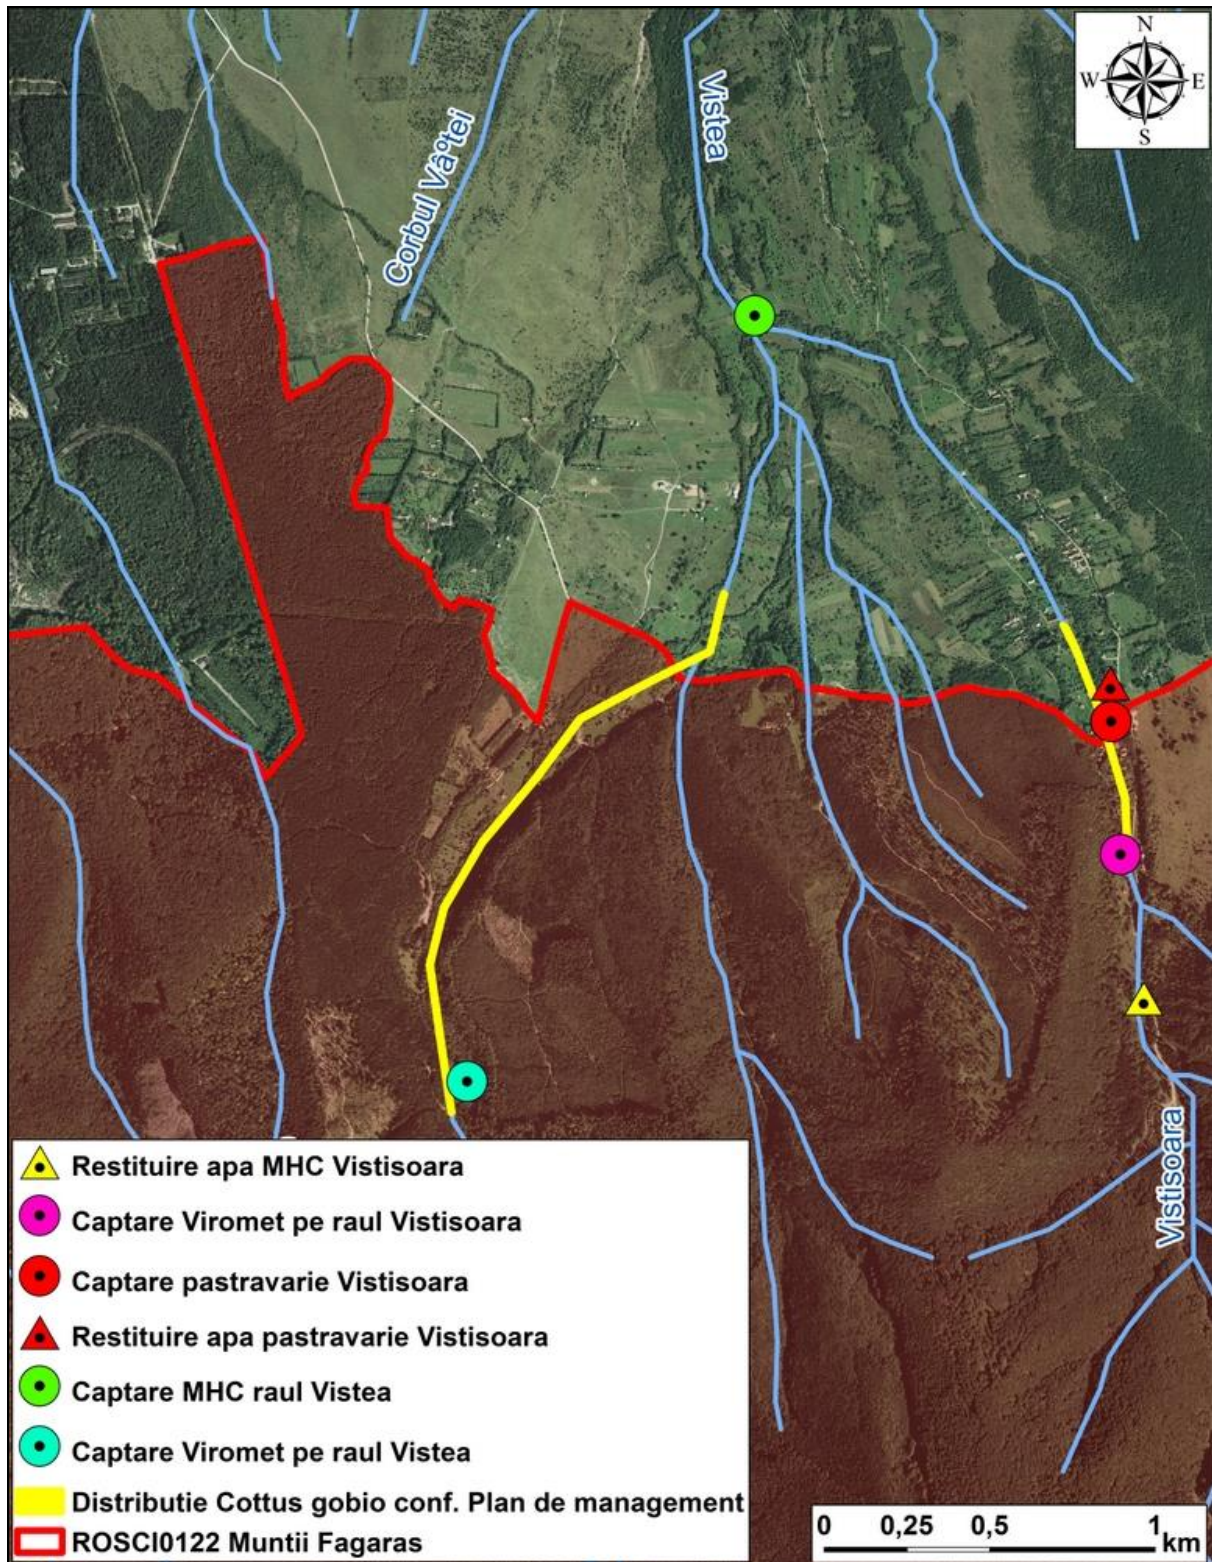 N
W E
S
Vistea
Corbul Vâºtei
Vistisoara
Restituire apa MHC Vistisoara
Captare Viromet pe raul Vistisoara
Captare pastravarie Vistisoara
Restituire apa pastravarie Vistisoara
Captare MHC raul Vistea
Captare Viromet pe raul Vistea
Distributie Cottus gobio conf. Plan de management
ROSCI0122 Muntii Fagaras
0 0,25 0,5 1
km